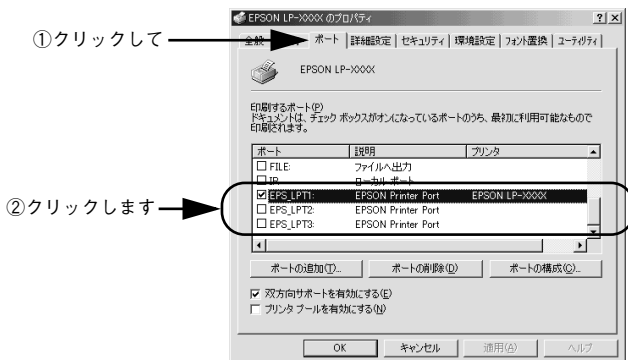 EPSON LP-XXXX のプロパティ
①クリックして
全般
ポート
詳細設定
セキュリティ
環境設定
フォント置換
ユーティリティ
EPSON LP-XXXX
印刷するポート(P)
ドキュメントは、チェック ボックスがオンになっているポートのうち、最初に利用可能なもので
印刷されます。
ポート 説明 プリンタ
FILE: ファイルへ出力
IR ローカル ポート
②クリックします
EPS_LPT1: EPSON Printer Port EPSON LP-XXXX
EPS_LPT2: EPSON Printer Port
EPS_LPT3: EPSON Printer Port
ポートの追加(T)... ポートの削除(D) ポートの構成(C)...
双方向サポートを有効にする(E)
プリンタ プールを有効にする(N)
OK キャンセル 適用(A) ヘルプ